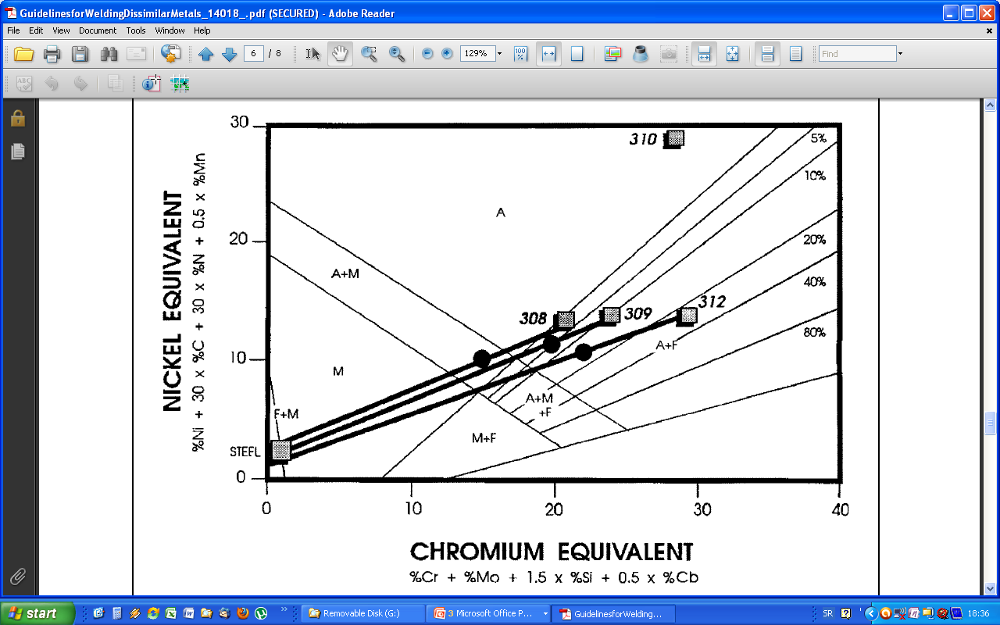 GuidelinesforWeldingDissimilarMetals_14018_.pdf (SECURED) - Adobe Reader
File Edit View Document Tools Window Help
6 / 8 129% Find
30
310
5%
10%
A
20
20%
A+M
40%
312
308
309
80%
A+F
10
M
A+M
+F
F+M
M+F
STEEL
0
0 10 20 30 40
NICKEL EQUIVALENT
%Ni + 30 x %C + 30 x %N + 0.5 x %Mn
CHROMIUM EQUIVALENT
%Cr + %Mo + 1.5 x %Si + 0.5 x %Cb
start Removable Disk (G:) 3 Microsoft Office P... GuidelinesforWelding... SR 18:36